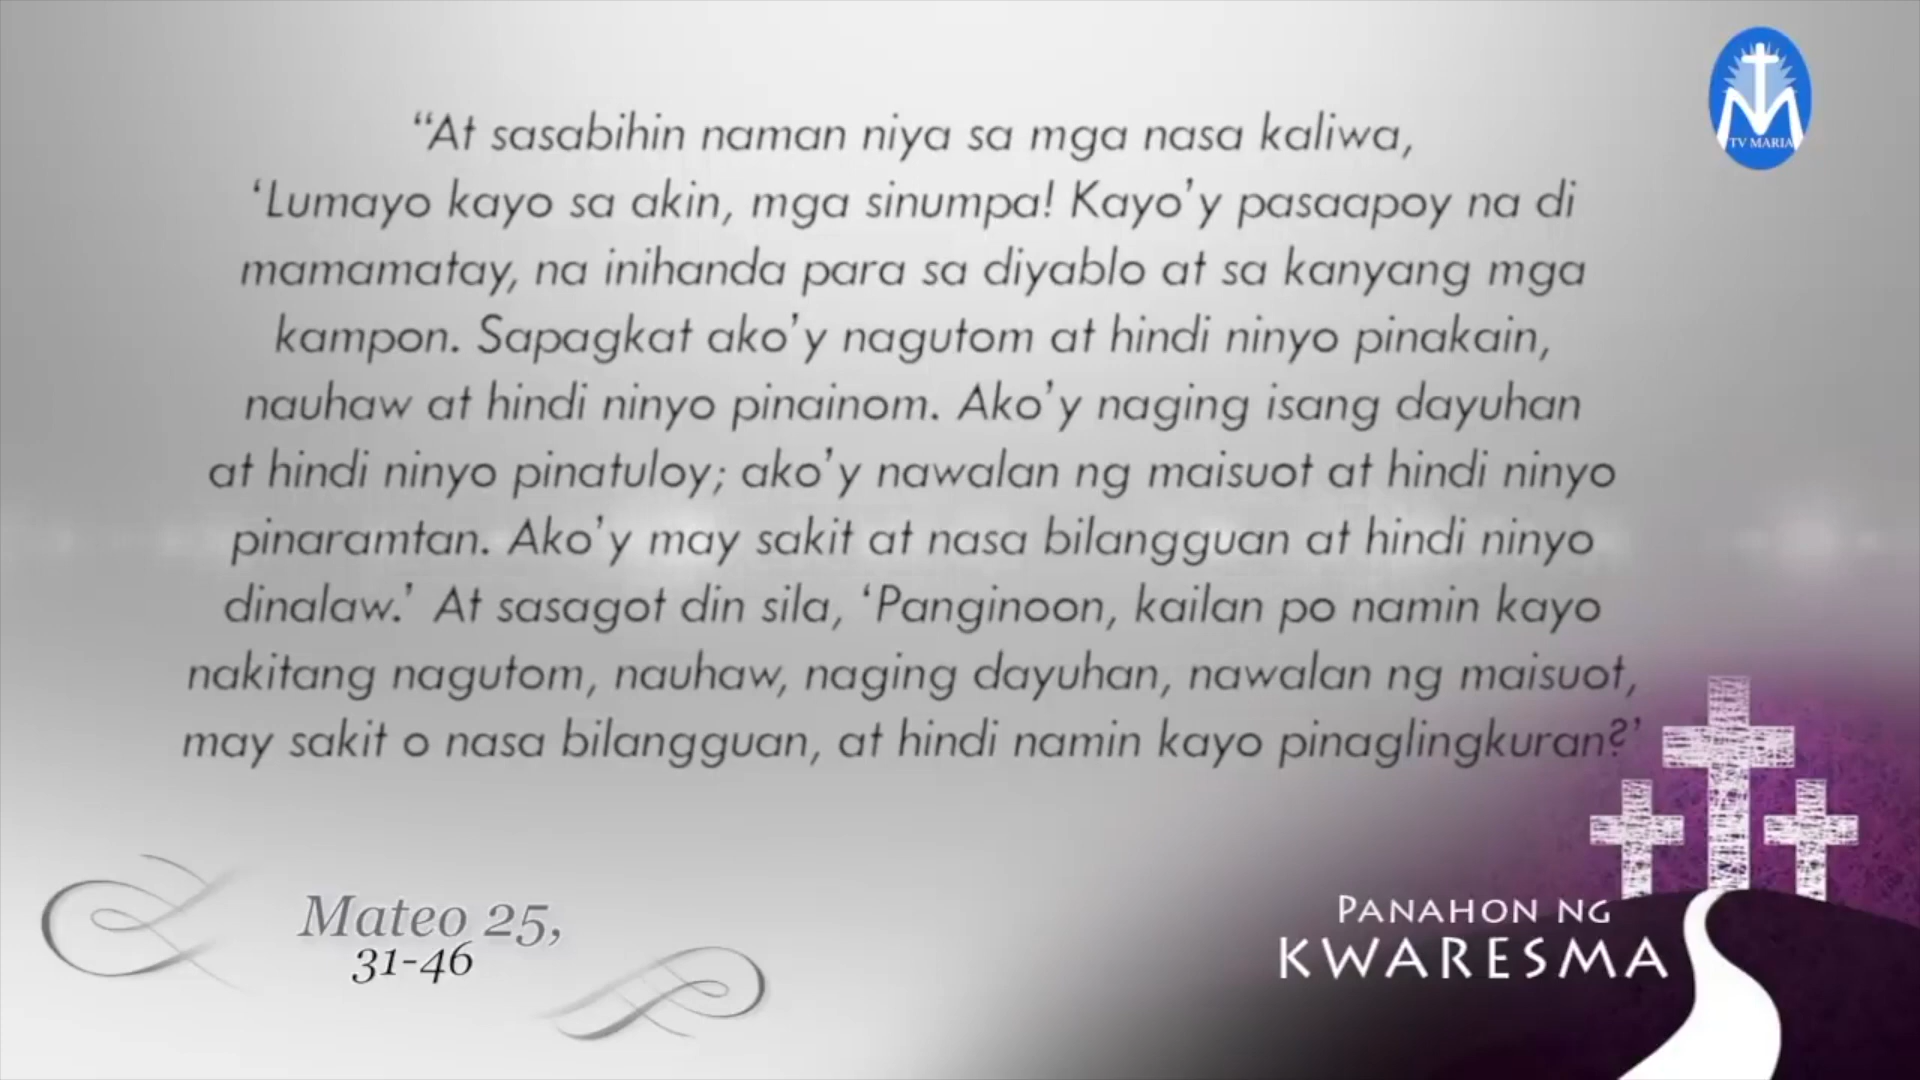 “At sasabihin naman niya sa mga nasa kaliwa,
‘Lumayo kayo sa akin, mga sinumpa! Kayo’y pasaapoy na di
mamamatay, na inihanda para sa diyablo at sa kanyang mga
kampon. Sapagkat ako’y nagutom at hindi ninyo pinakain,
nauhaw at hindi ninyo pinainom. Ako’y naging isang dayuhan
at hindi ninyo pinatuloy; ako’y nawalan ng maisuot at hindi ninyo
pinaramtan. Ako’y may sakit at nasa bilangguan at hindi ninyo
dinalaw.’ At sasagot din sila, ‘Panginoon, kailan po namin kayo
nakitang nagutom, nauhaw, naging dayuhan, nawalan ng maisuot,
may sakit o nasa bilangguan, at hindi namin kayo pinaglingkuran?’
Mateo 25,
31-46
PANAHON NG
KWARESMA
TV MARIA